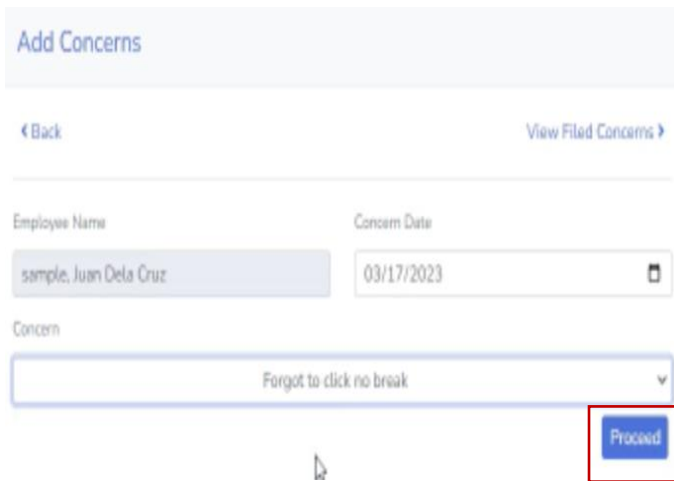 Add Concerns
Back
View Filed Concerns
Employee Name
Concern Date
sample, Juan Dela Cruz
03/17/2023
Concern
Forgot to click no break
Proceed